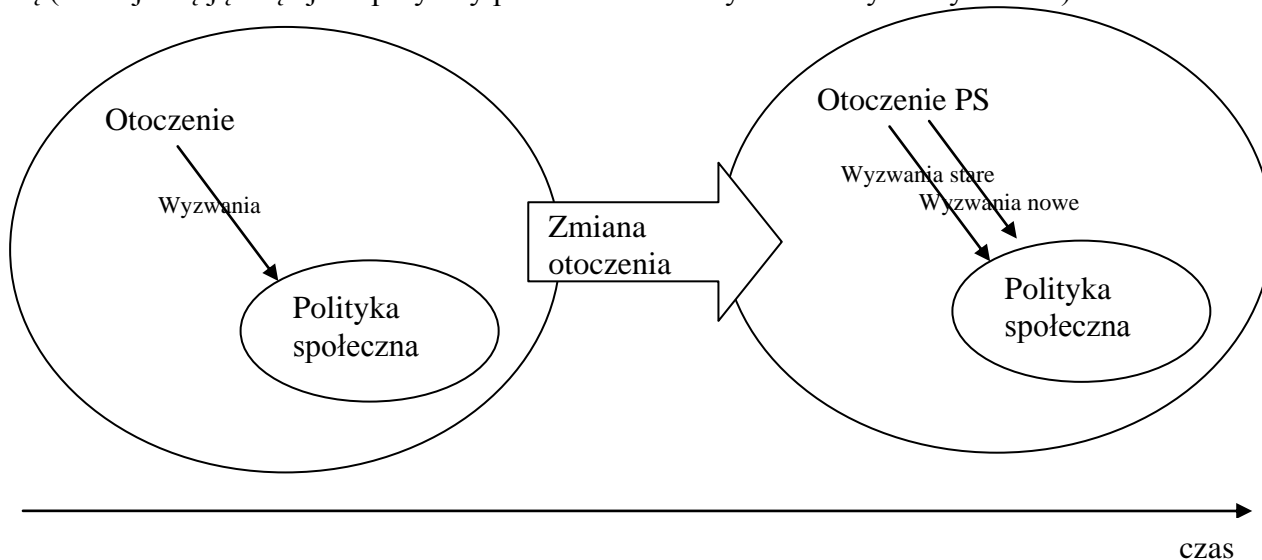 Otoczenie
Wyzwania
Polityka
społeczna
Zmiana
otoczenia
Otoczenie PS
Wyzwania stare
Wyzwania nowe
Polityka
społeczna
czas